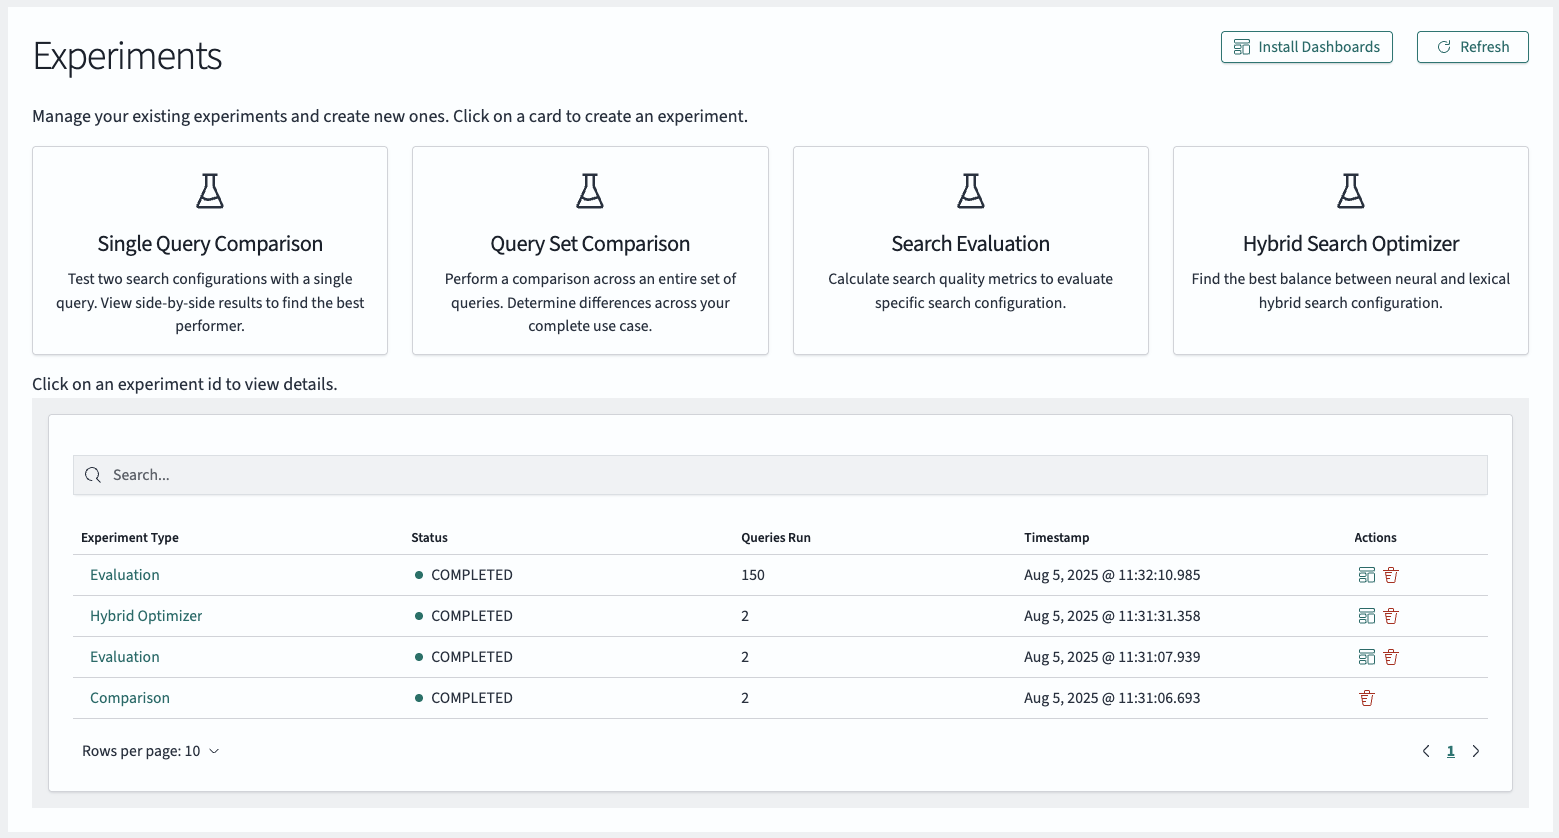 Experiments
Install Dashboards
Refresh
Manage your existing experiments and create new ones. Click on a card to create an experiment.
Single Query Comparison
Test two search configurations with a single
query. View side-by-side results to find the best
performer.
Query Set Comparison
Perform a comparison across an entire set of
queries. Determine differences across your
complete use case.
Search Evaluation
Calculate search quality metrics to evaluate
specific search configuration.
Hybrid Search Optimizer
Find the best balance between neural and lexical
hybrid search configuration.
Click on an experiment id to view details.
Search...
Experiment Type Status Queries Run Timestamp Actions
Evaluation COMPLETED 150 Aug 5, 2025 @ 11:32:10.985
Hybrid Optimizer COMPLETED 2 Aug 5, 2025 @ 11:31:31.358
Evaluation COMPLETED 2 Aug 5, 2025 @ 11:31:07.939
Comparison COMPLETED 2 Aug 5, 2025 @ 11:31:06.693
Rows per page: 10
1